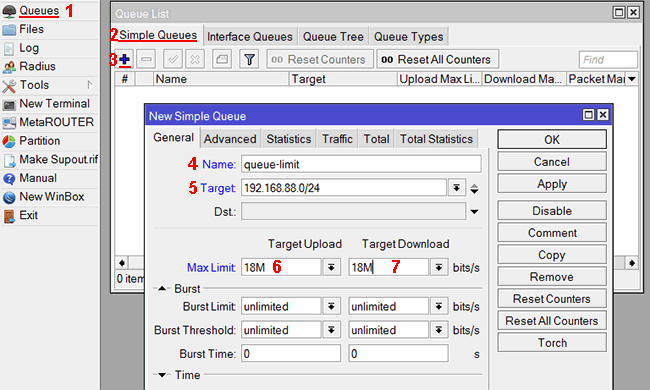 Queues 1
Files
Log
Radius
Tools
New Terminal
MetaROUTER
Partition
Make Supout.rif
Manual
New WinBox
Exit
Queue List
2 Simple Queues Interface Queues Queue Tree Queue Types
3 00 Reset Counters 00 Reset All Counters Find
# Name Target Upload Max Li... Download Ma... Packet Mar
0 item
New Simple Queue
General Advanced Statistics Traffic Total Total Statistics
4 Name: queue-limit
5 Target: 192.168.88.0/24
Dst.:
Target Upload Target Download
Max Limit: 18M 6 18M 7 bits/s
Burst
Burst Limit: unlimited unlimited bits/s
Burst Threshold: unlimited unlimited bits/s
Burst Time: 0 0 s
Time
OK
Cancel
Apply
Disable
Comment
Copy
Remove
Reset Counters
Reset All Counters
Torch